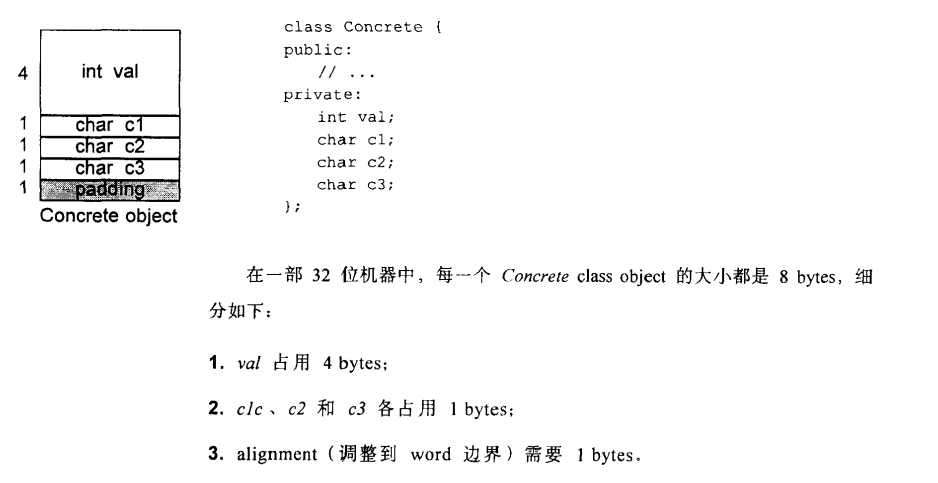 4
int val
1
char c1
1
char c2
1
char c3
1
padding
Concrete object
class Concrete {
public:
// ...
private:
int val;
char c1;
char c2;
char c3;
};
在一部 32 位机器中，每一个 Concrete class object 的大小都是 8 bytes，细
分如下：
1. val 占用 4 bytes；
2. c1c、c2 和 c3 各占用 1 bytes；
3. alignment（调整到 word 边界）需要 1 bytes．